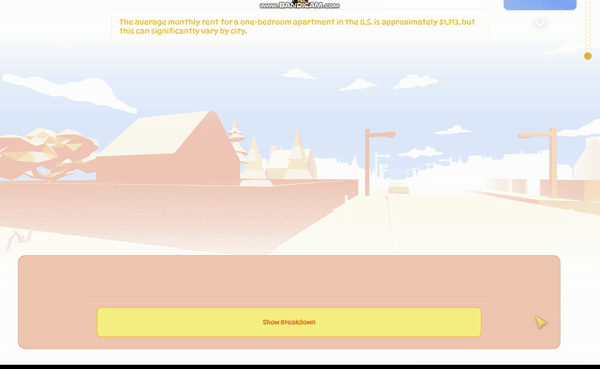 www.BANDICAM.com
The average monthly rent for a one-bedroom apartment in the U.S. is approximately $1,713, but
this can significantly vary by city.
Show Breakdown